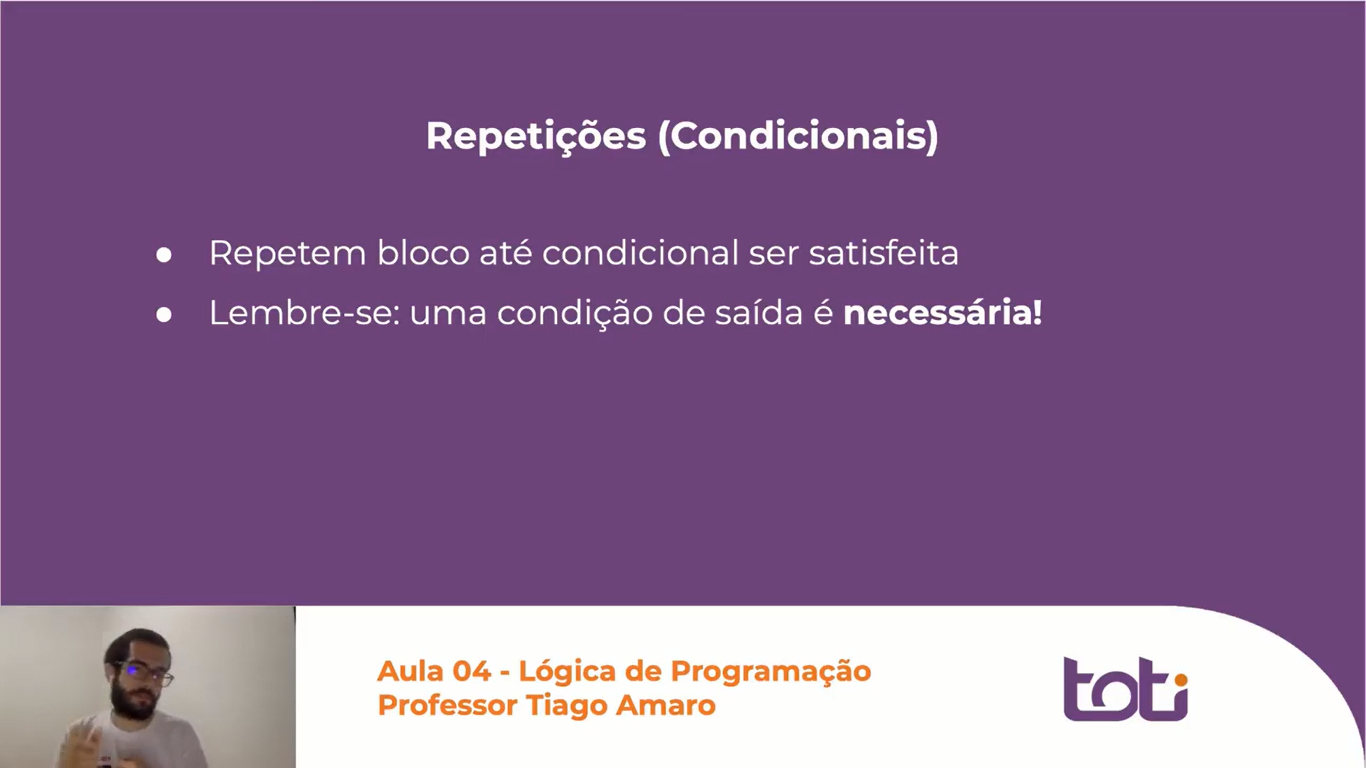 Repetições (Condicionais)
● Repetem bloco até condicional ser satisfeita
● Lembre-se: uma condição de saída é necessária!
Aula 04 - Lógica de Programação
Professor Tiago Amaro
toti